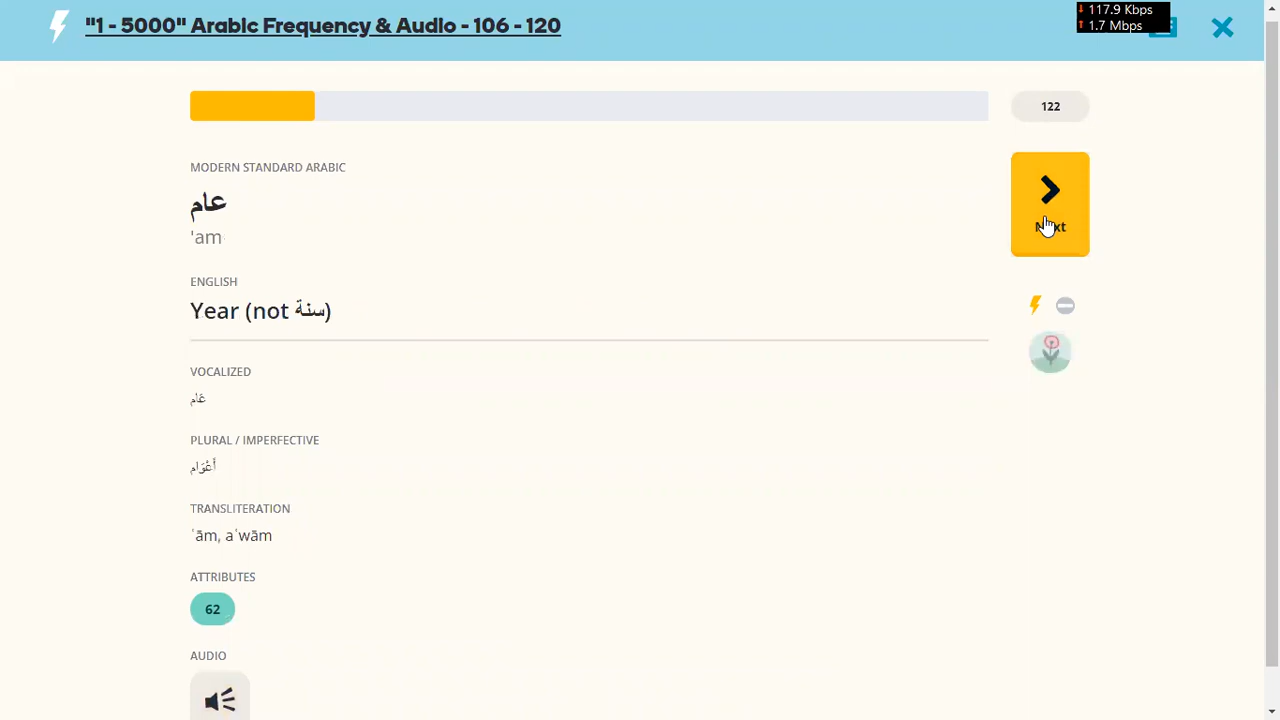 "1 - 5000" Arabic Frequency & Audio - 106 - 120
117.9 Kbps
1.7 Mbps
122
MODERN STANDARD ARABIC
عام
'am
Next
ENGLISH
Year (not سنة)
VOCALIZED
عَام
PLURAL / IMPERFECTIVE
أَعْوَام
TRANSLITERATION
ʿām, aʿwām
ATTRIBUTES
62
AUDIO